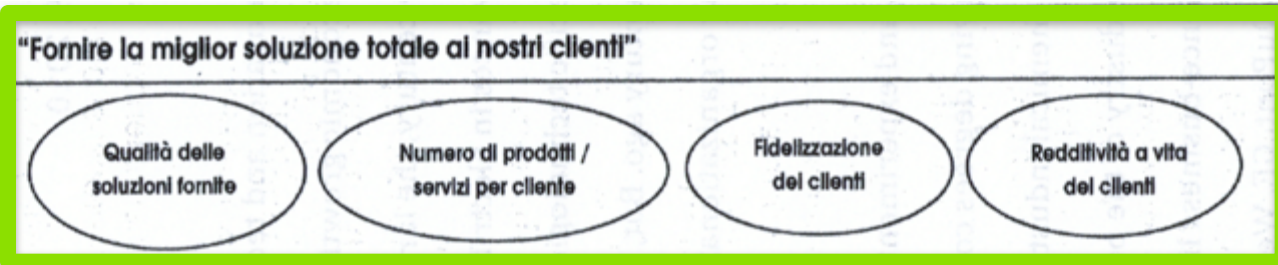 “Fornire la miglior soluzione totale ai nostri clienti”
Qualità delle
soluzioni fornite
Numero di prodotti /
servizi per cliente
Fidelizzazione
dei clienti
Redditività a vita
dei clienti